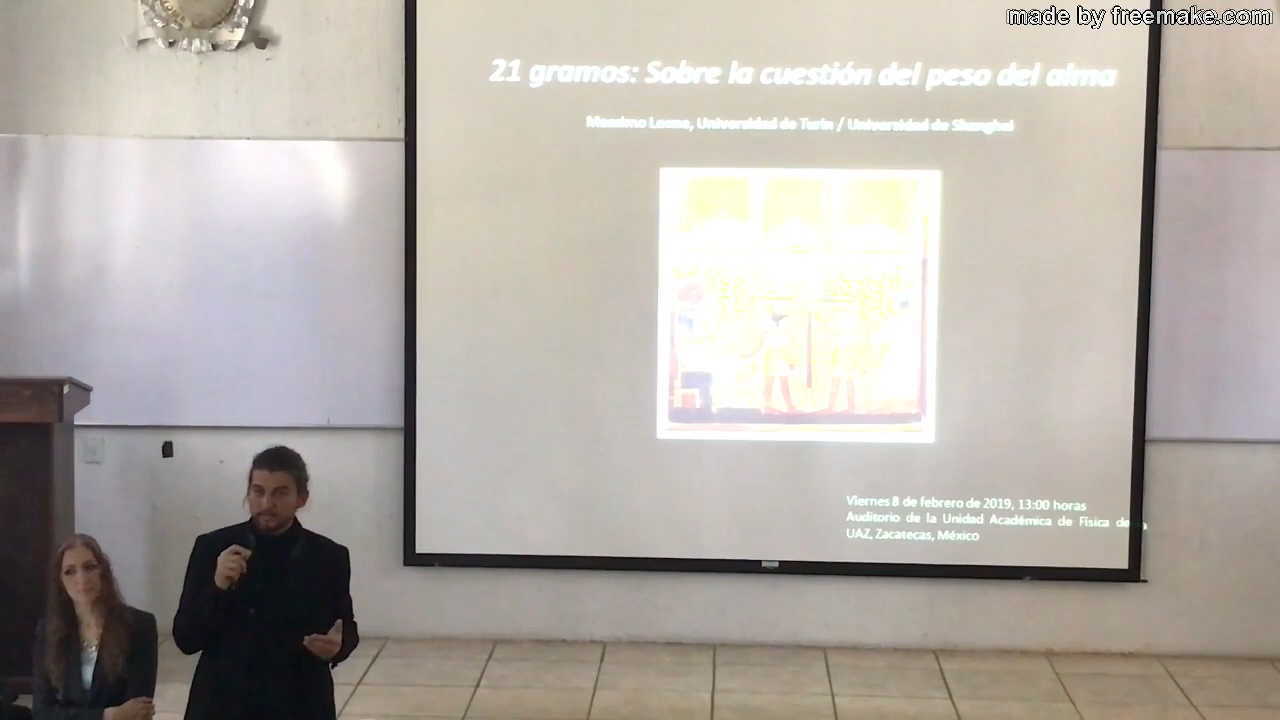 made by freemake.com
21 gramos: Sobre la cuestión del peso del alma
Massimo Leone, Universidad de Turín / Universidad de Shanghai
Viernes 8 de febrero de 2019, 13:00 horas
Auditorio de la Unidad Académica de Física de
UAZ, Zacatecas, México